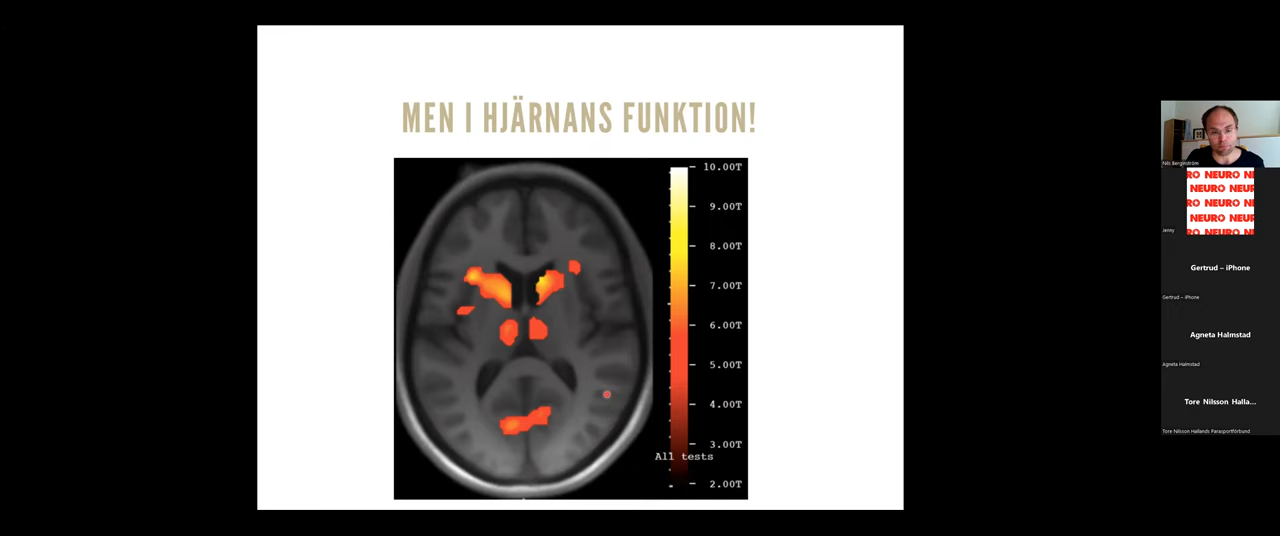 MEN I HJÄRNANS FUNKTION!
10.00T
9.00T
8.00T
7.00T
6.00T
5.00T
4.00T
3.00T
All tests
2.00T
Nils Bergenström
RO NEURO NE
NEURO NEUR
RO NEURO NE
NEURO NEUR
RO NEURO NE
Jenny
Gertrud – iPhone
Gertrud – iPhone
Agneta Halmstad
Agneta Halmstad
Tore Nilsson Halla...
Tore Nilsson Hallands Parasportförbund